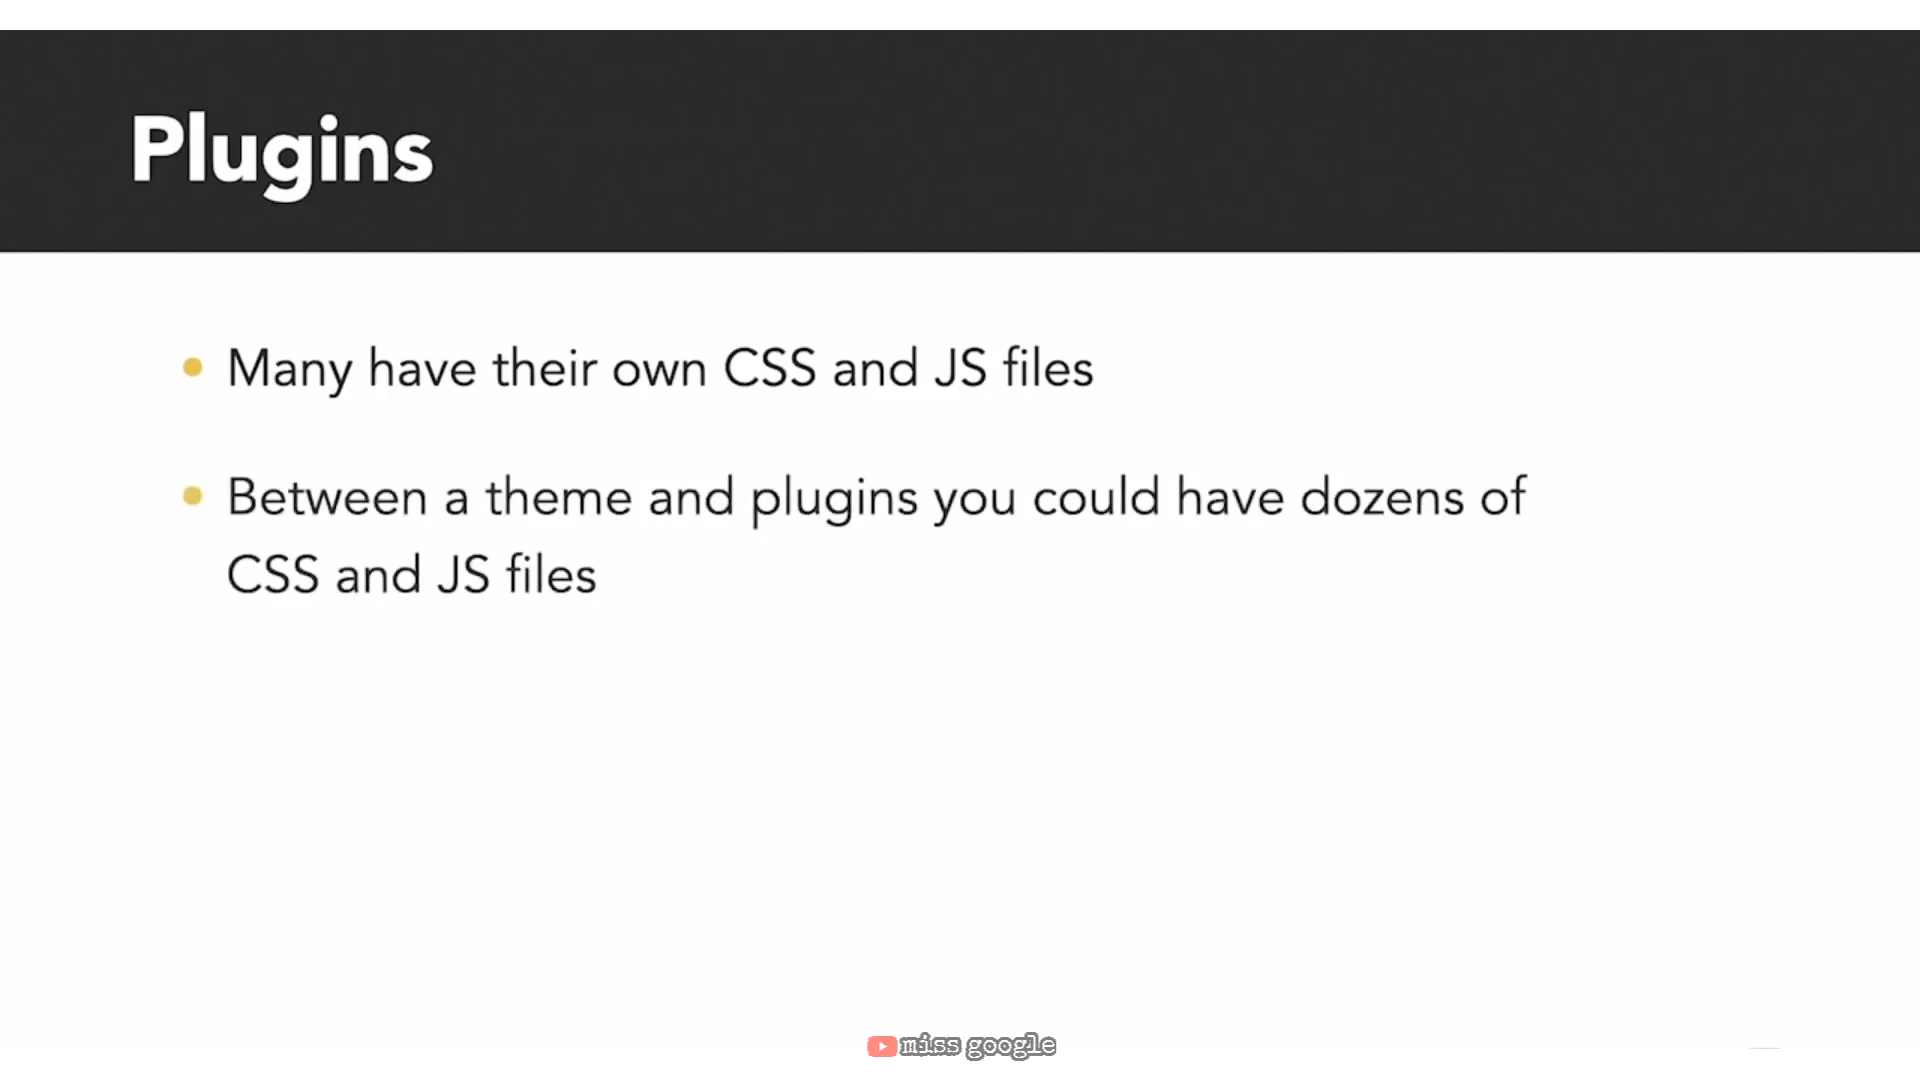 Plugins
Many have their own CSS and JS files
Between a theme and plugins you could have dozens of
CSS and JS files
miss google